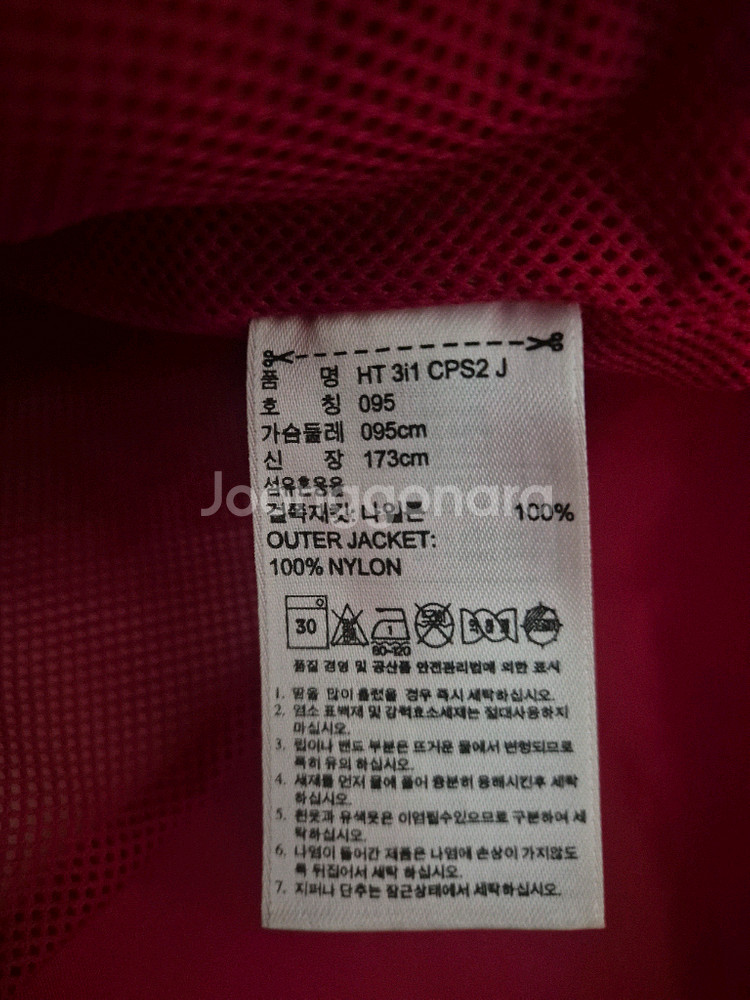 품 명 HT 3i1 CPS2 J
호 칭 095
가슴둘레 095cm
신 장 173cm
섬유혼용율
Joonggonara
겉쪽재킷: 나일론 100%
OUTER JACKET:
100% NYLON
30
1
80-120
품질 경영 및 공산품 안전관리법에 의한 표시
1. 땀을 많이 흘렸을 경우 즉시 세탁하십시오.
2. 염소 표백제 및 강력효소세제는 절대사용하지
마십시오.
3. 립이나 밴드 부분은 뜨거운 물에서 변형되므로
특히 유의 하십시오.
4. 세제를 먼저 물에 풀어 충분히 용해시킨후 세탁
하십시오.
5. 흰옷과 유색옷은 이염될수있으므로 구분하여 세
탁하십시오.
6. 나염이 들어간 제품은 나염에 손상이 가지않도
록 뒤집어서 세탁 하십시오.
7. 지퍼나 단추는 잠근상태에서 세탁하십시오.